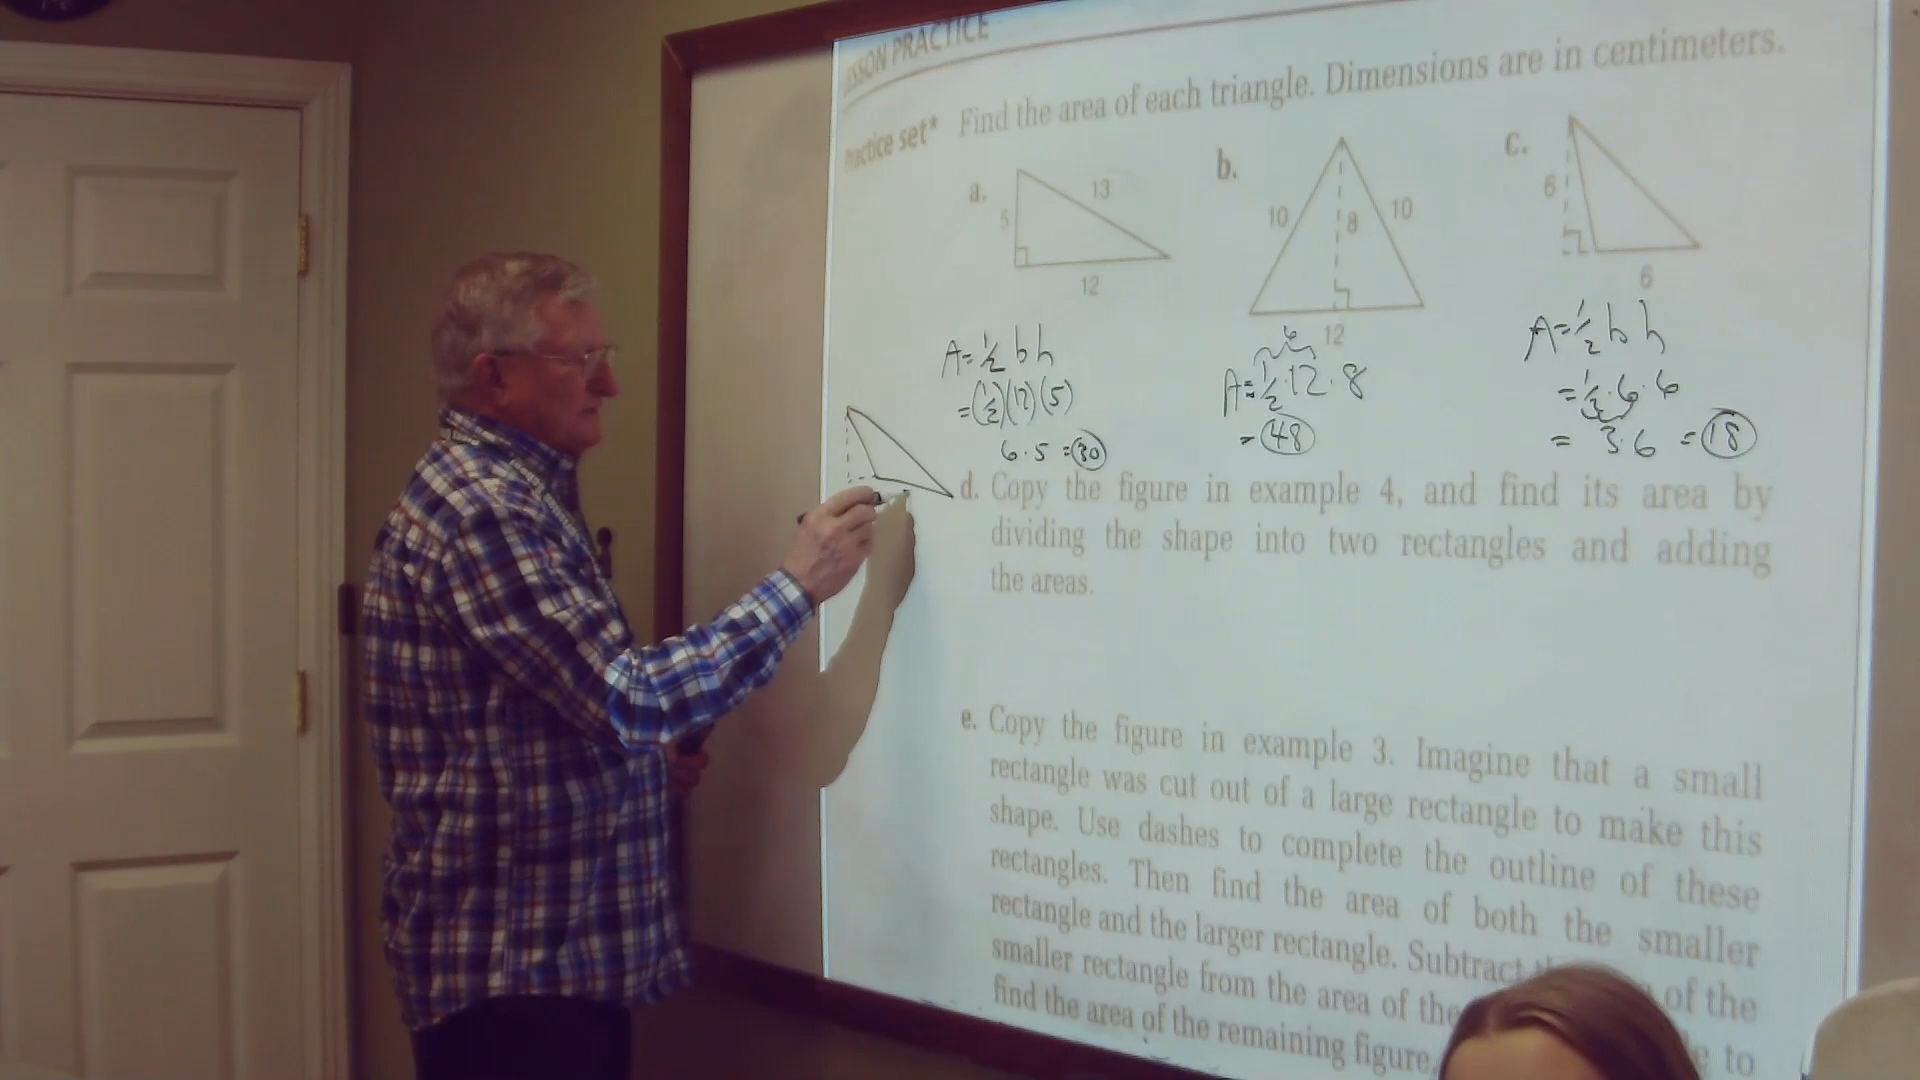 LESSON PRACTICE
Practice set* Find the area of each triangle. Dimensions are in centimeters.
a. 5 13 12
b. 10 8 10 12
c. 6 6
A=½ b h
=(½)(12)(5)
6·5=30
6
A=½·12·8
=48
A=½ b h
=½·6·6
= 3·6 =18
d. Copy the figure in example 4, and find its area by
dividing the shape into two rectangles and adding
the areas.
e. Copy the figure in example 3. Imagine that a small
rectangle was cut out of a large rectangle to make this
shape. Use dashes to complete the outline of these
rectangles. Then find the area of both the smaller
rectangle and the larger rectangle. Subtract of the
smaller rectangle from the area of the to
find the area of the remaining figure.